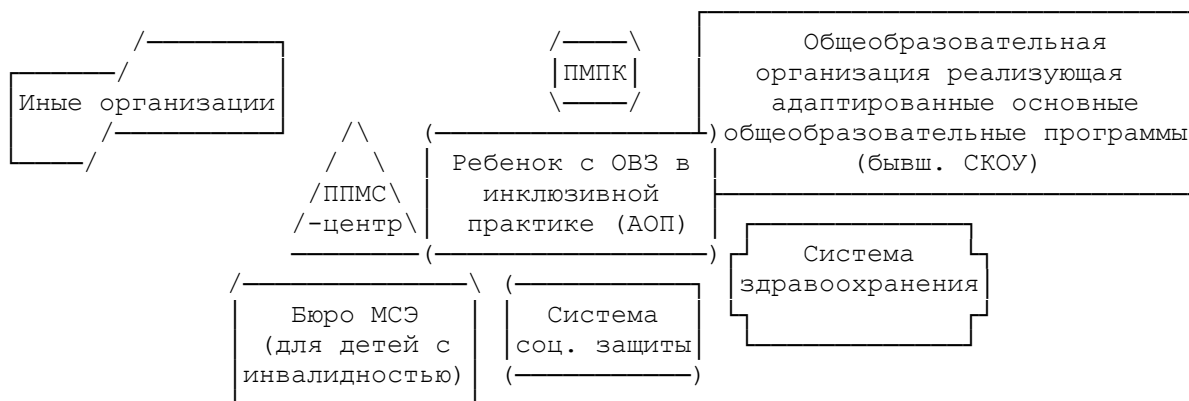 Иные организации
ПМПК
Общеобразовательная
организация реализующая
адаптированные основные
общеобразовательные программы
(бывш. СКОУ)
ППМС
-центр
Ребенок с ОВЗ в
инклюзивной
практике (АОП)
Система
здравоохранения
Бюро МСЭ
(для детей с
инвалидностью)
Система
соц. защиты